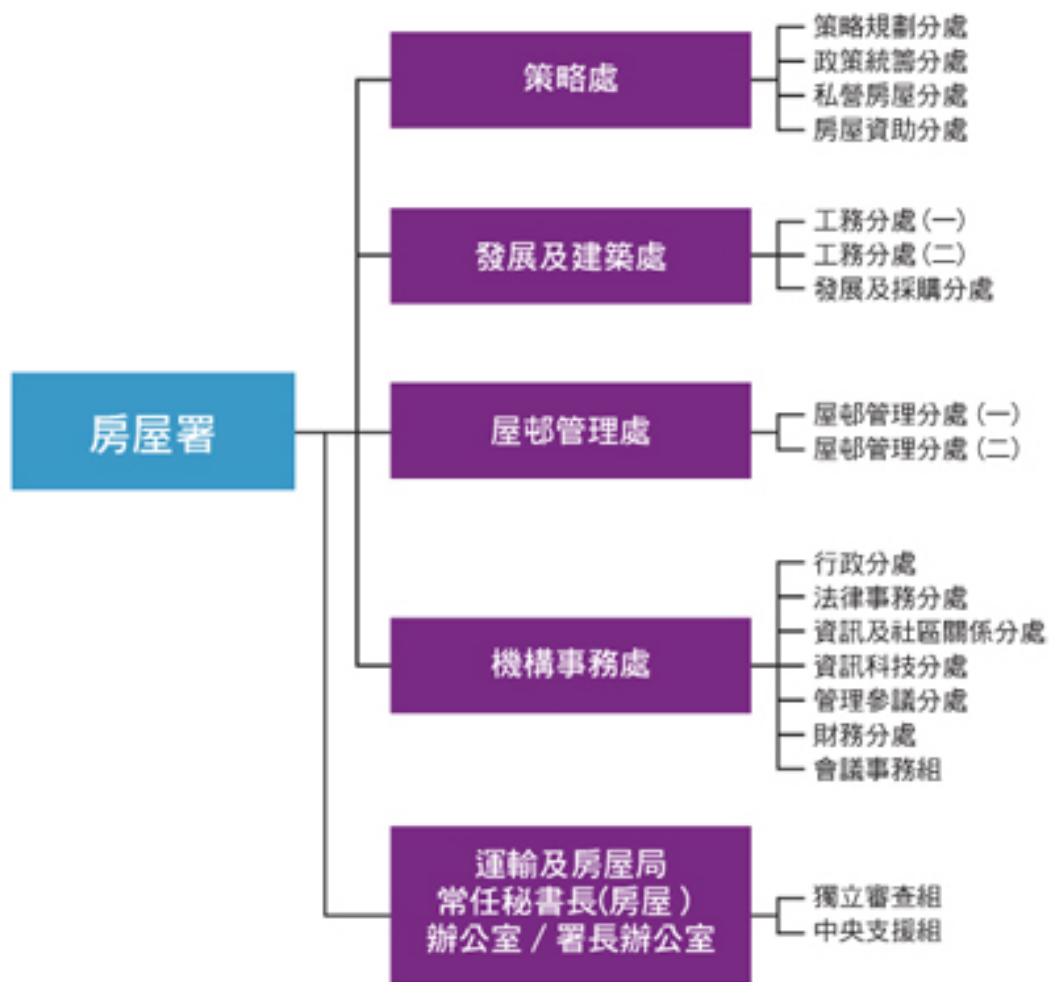 房屋署
策略處
策略規劃分處
政策統籌分處
私營房屋分處
房屋資助分處
發展及建築處
工務分處 (一)
工務分處 (二)
發展及採購分處
屋邨管理處
屋邨管理分處 (一)
屋邨管理分處 (二)
機構事務處
行政分處
法律事務分處
資訊及社區關係分處
資訊科技分處
管理參議分處
財務分處
會議事務組
運輸及房屋局
常任秘書長(房屋 )
辦公室 / 署長辦公室
獨立審查組
中央支援組